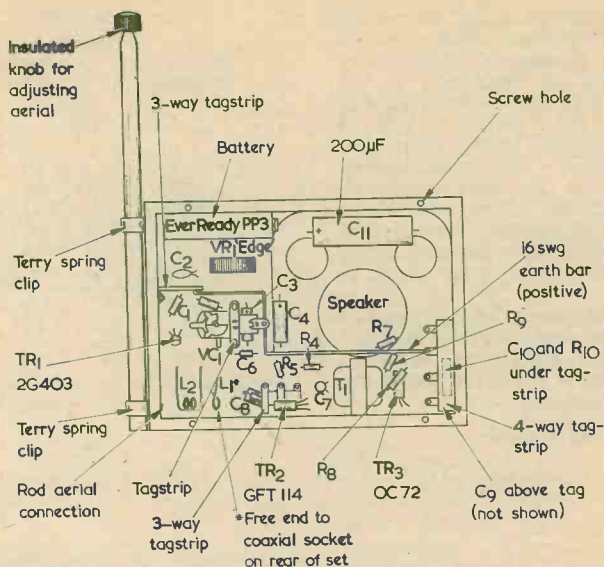 Insulated
knob for
adjusting
aerial
3-way tagstrip
Battery
200µF
Screw hole
EverReady PP3
C11
VR1 Edge
Terry spring
clip
C2
C3
16 swg
earth bar
(positive)
C1
C4
Speaker
R7
R9
R4
VC1
C6
R5
C10 and R10
under tag-
strip
TR1
2G403
L2
L1*
C8
C7
T1
4-way tag-
strip
Terry spring
clip
Rod aerial
connection
Tagstrip
3-way
tagstrip
TR2
GFT 114
*Free end to
coaxial socket
on rear of set
R8
TR3
OC72
C9 above tag
(not shown)